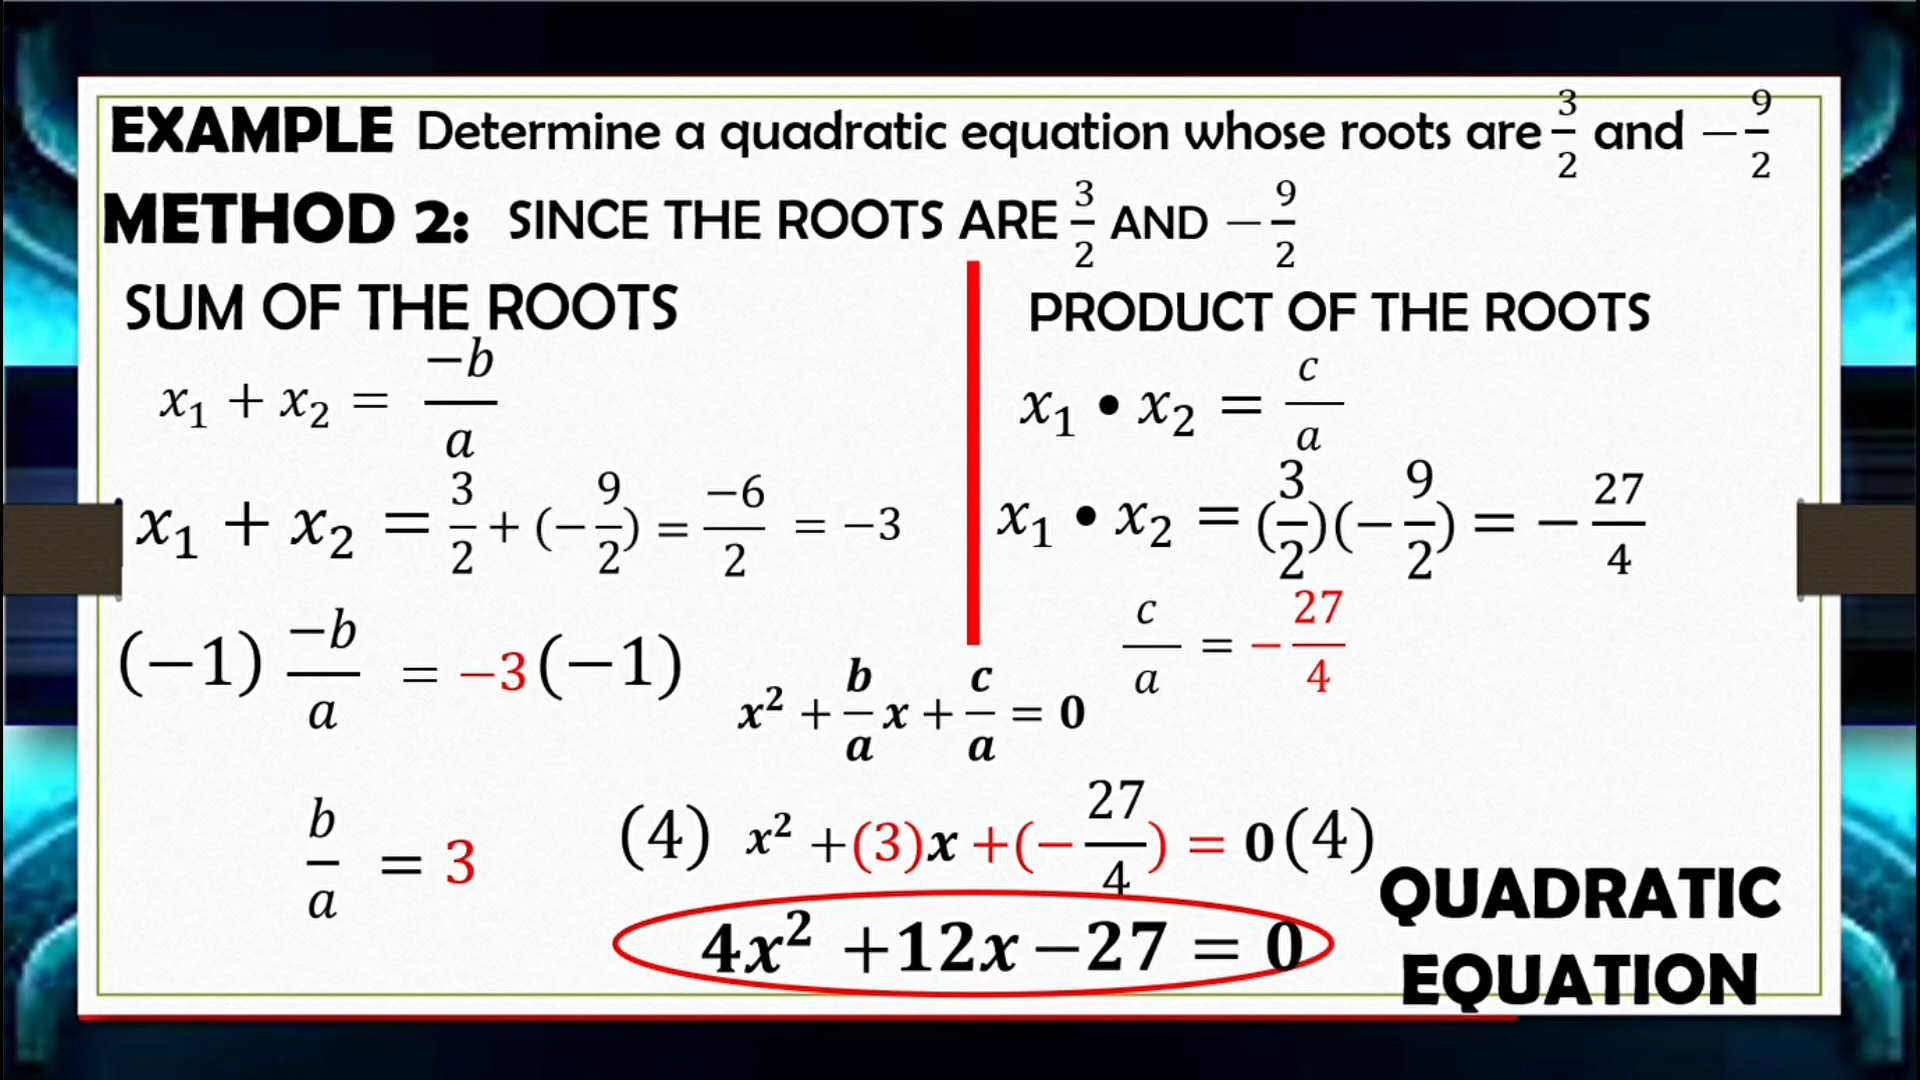 EXAMPLE Determine a quadratic equation whose roots are 3/2 and −9/2
METHOD 2: SINCE THE ROOTS ARE 3/2 AND −9/2
SUM OF THE ROOTS
x₁ + x₂ = −b/a
x₁ + x₂ = 3/2 + (−9/2) = −6/2 = −3
(−1) −b/a = −3(−1)
b/a = 3
PRODUCT OF THE ROOTS
x₁ • x₂ = c/a
x₁ • x₂ = (3/2)(−9/2) = −27/4
c/a = −27/4
x² + b/a x + c/a = 0
(4) x² +(3)x +(−27/4) = 0(4)
4x² +12x −27 = 0
QUADRATIC
EQUATION